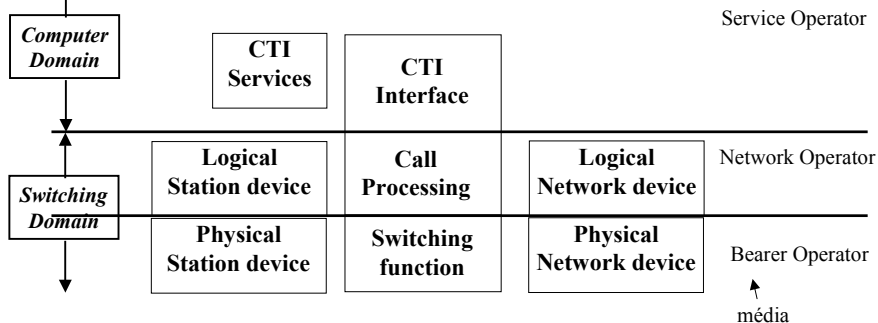 Service Operator
Computer
Domain
CTI
Services
CTI
Interface
Logical
Station device
Call
Processing
Logical
Network device
Network Operator
Switching
Domain
Physical
Station device
Switching
function
Physical
Network device
Bearer Operator
média